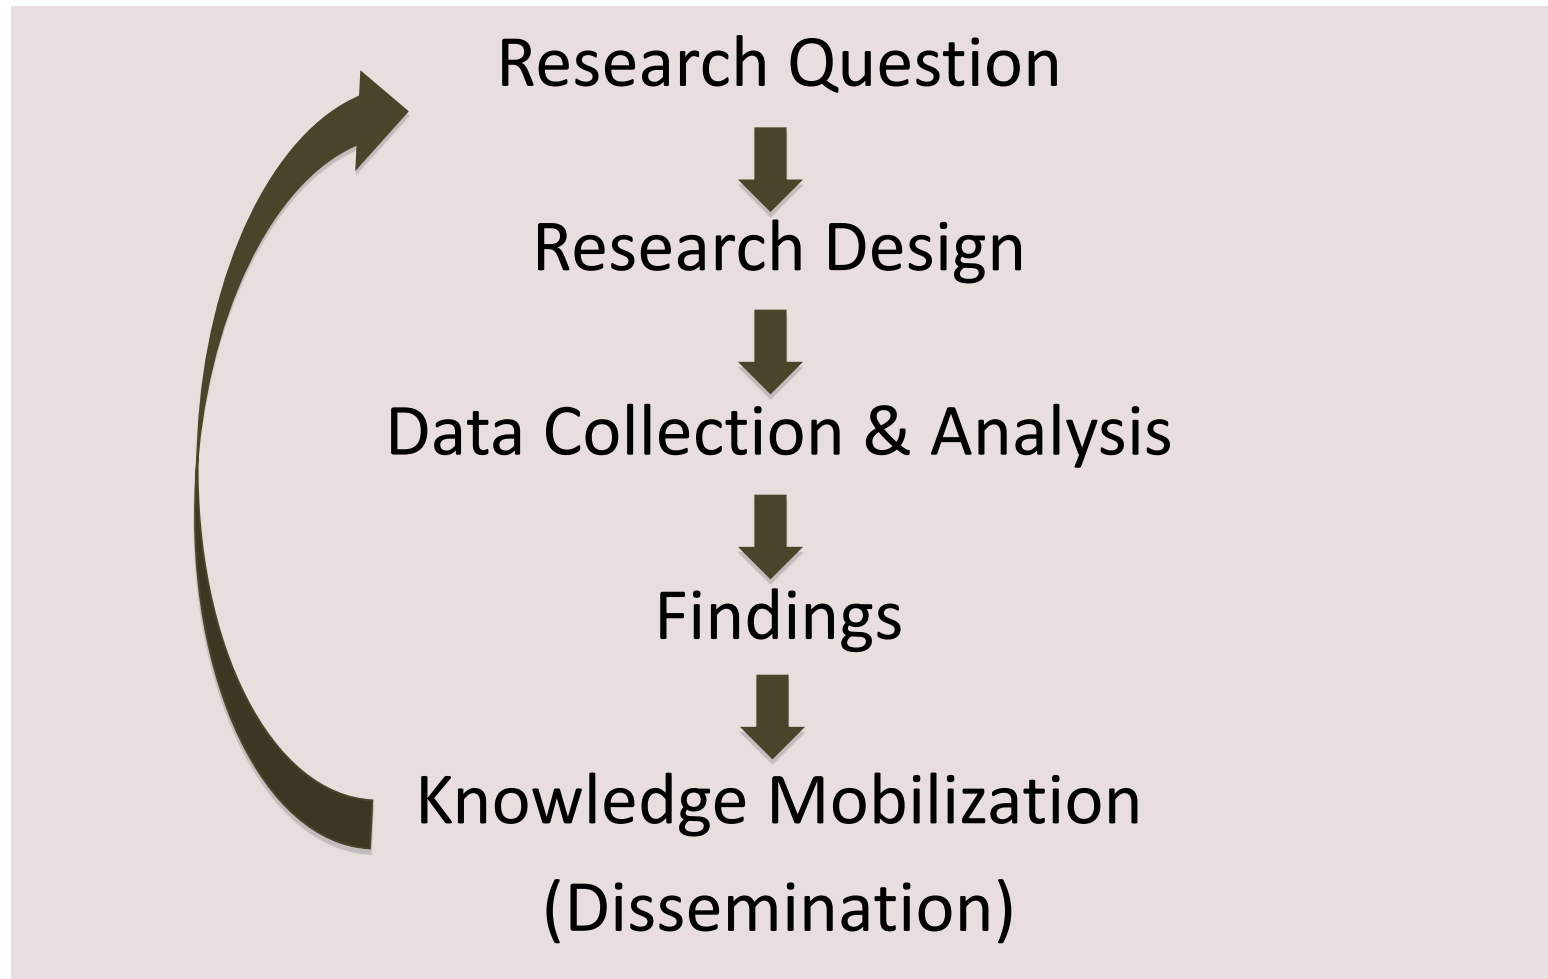 Research Question
Research Design
Data Collection & Analysis
Findings
Knowledge Mobilization
(Dissemination)